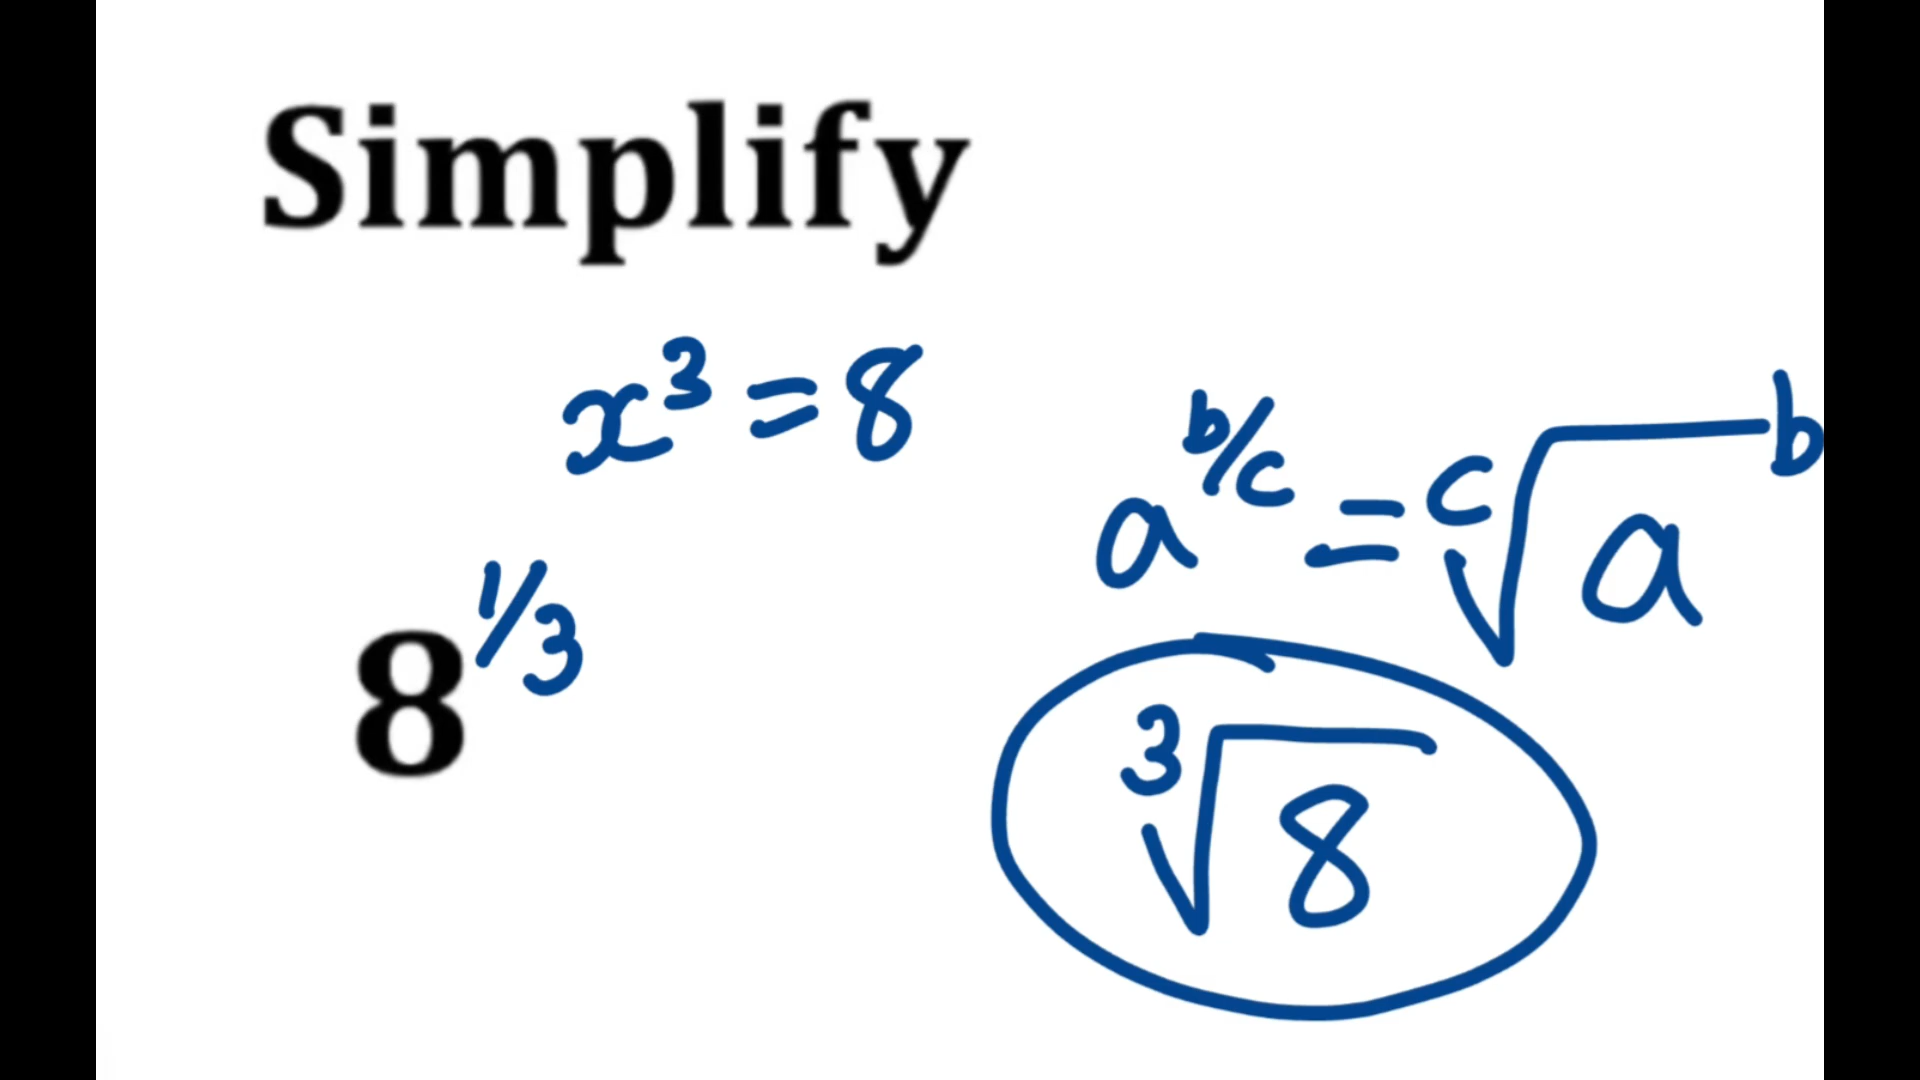 Simplify
x³ = 8
a^{b/c} = ᶜ√a^b
8^{1/3}
³√8